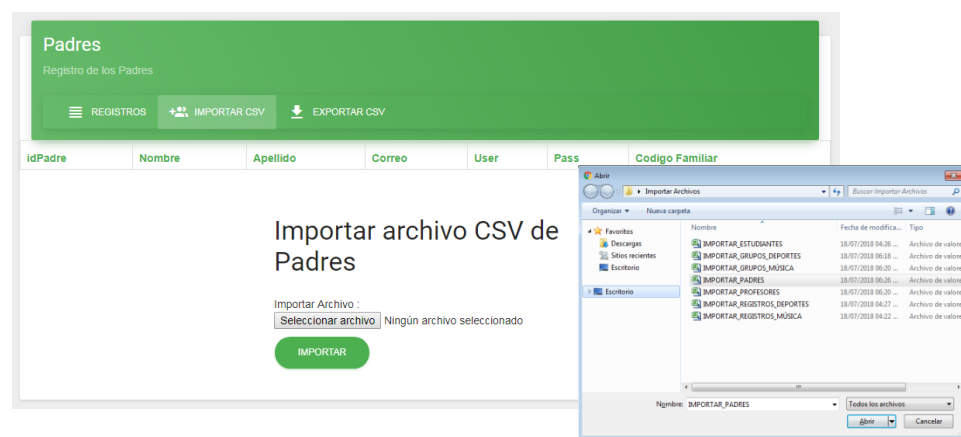 Padres
Registro de los Padres
REGISTROS IMPORTAR CSV EXPORTAR CSV
idPadre Nombre Apellido Correo User Pass Codigo Familiar
Importar archivo CSV de
Padres
Importar Archivo :
Seleccionar archivo Ningún archivo seleccionado
IMPORTAR
Abrir
Importar Archivos Buscar Importar Archivos
Organizar Nueva carpeta
Favoritos
Descargas
Sitios recientes
Escritorio
Escritorio
Nombre Fecha de modifica... Tipo
IMPORTAR_ESTUDIANTES 18/07/2018 04:26 ... Archivo de valore
IMPORTAR_GRUPOS_DEPORTES 18/07/2018 06:18 ... Archivo de valore
IMPORTAR_GRUPOS_MÚSICA 18/07/2018 06:20 ... Archivo de valore
IMPORTAR_PADRES 18/07/2018 06:26 ... Archivo de valore
IMPORTAR_PROFESORES 18/07/2018 06:20 ... Archivo de valore
IMPORTAR_REGISTROS_DEPORTES 18/07/2018 04:27 ... Archivo de valore
IMPORTAR_REGISTROS_MÚSICA 18/07/2018 04:22 ... Archivo de valore
Nombre: IMPORTAR_PADRES Todos los archivos
Abrir Cancelar